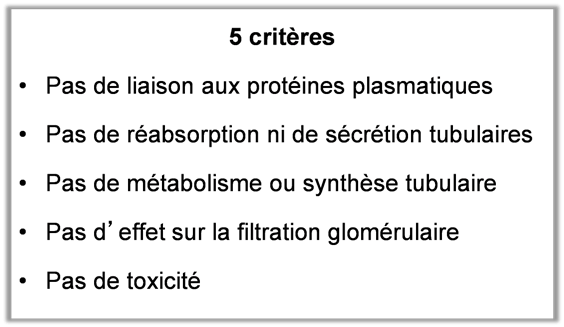 5 critères
• Pas de liaison aux protéines plasmatiques
• Pas de réabsorption ni de sécrétion tubulaires
• Pas de métabolisme ou synthèse tubulaire
• Pas d’ effet sur la filtration glomérulaire
• Pas de toxicité